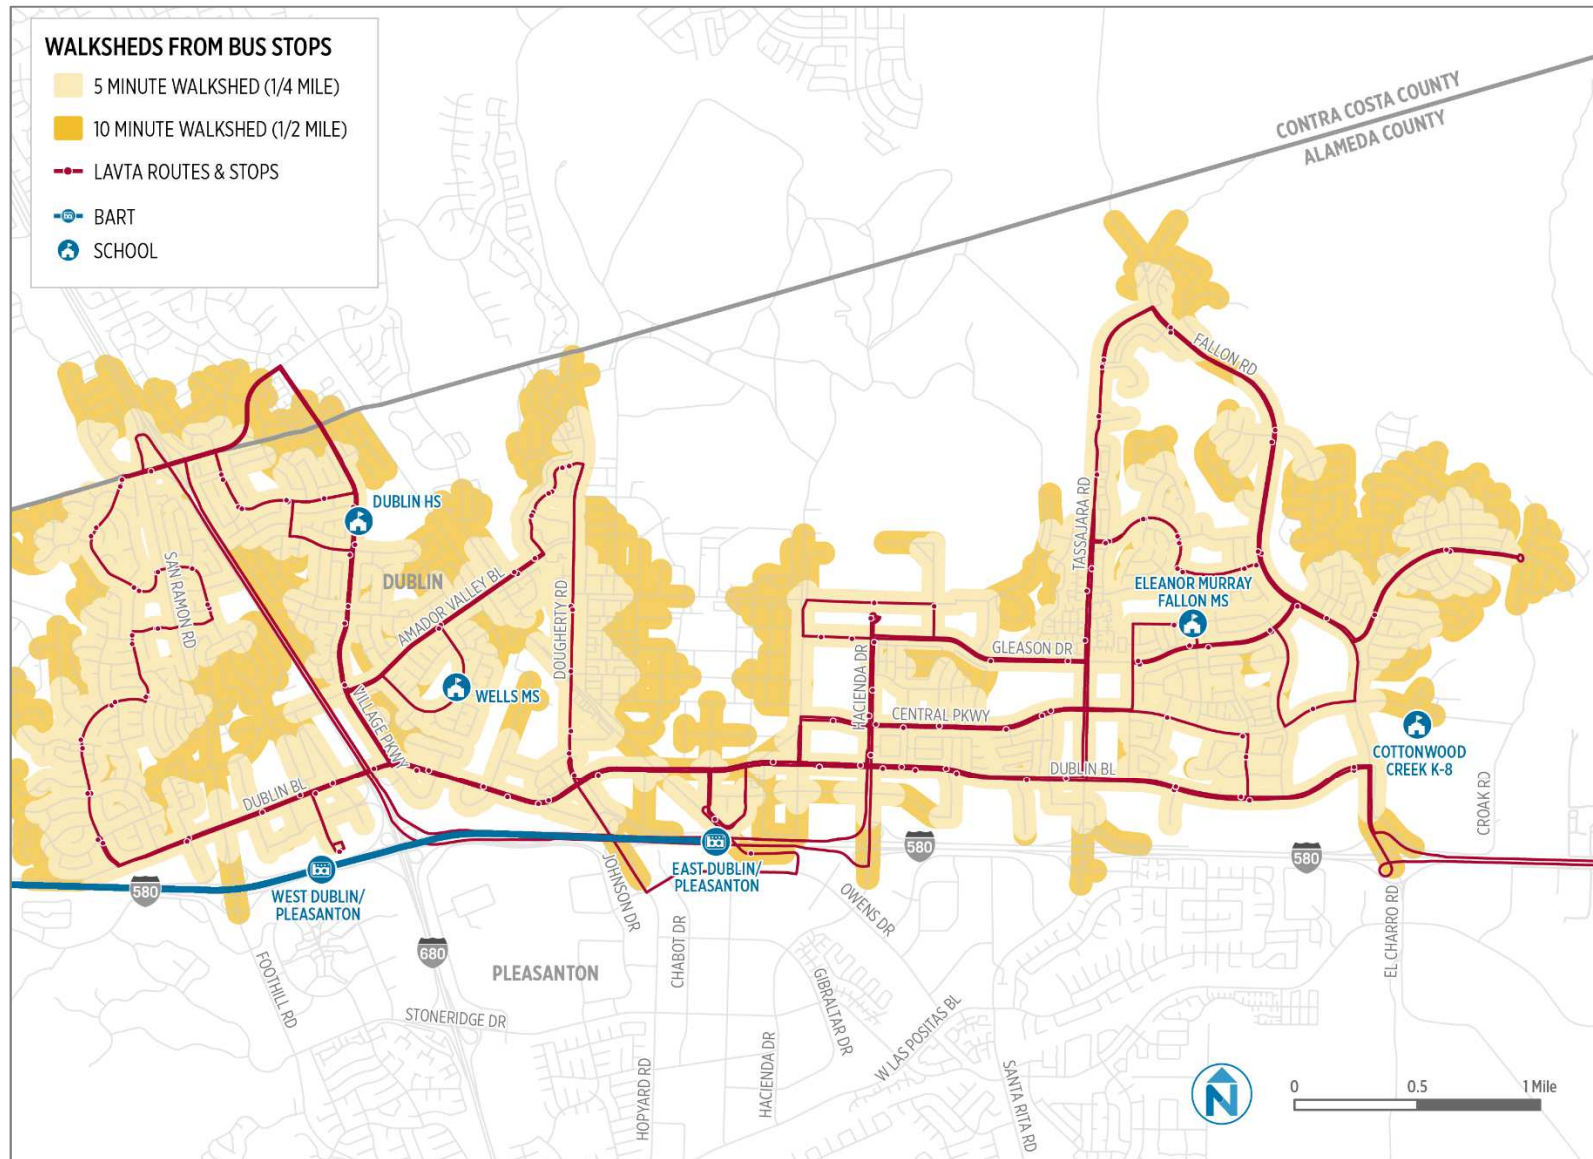 WALKSHEDS FROM BUS STOPS
5 MINUTE WALKSHED (1/4 MILE)
10 MINUTE WALKSHED (1/2 MILE)
LAVTA ROUTES & STOPS
BART
SCHOOL
CONTRA COSTA COUNTY
ALAMEDA COUNTY
FALLON RD
DUBLIN HS
SAN RAMON RD
DUBLIN
AMADOR VALLEY BL
DOUGHERTY RD
TASSAJARA RD
ELEANOR MURRAY
FALLON MS
GLEASON DR
HACIENDA DR
WELLS MS
VILLAGE PKWY
CENTRAL PKWY
COTTONWOOD
CREEK K-8
DUBLIN BL
DUBLIN BL
CROAK RD
580
580
580
WEST DUBLIN/
PLEASANTON
EAST DUBLIN/
PLEASANTON
JOHNSON DR
OWENS DR
CHABOT DR
EL CHARRO RD
680
FOOTHILL RD
PLEASANTON
STONERIDGE DR
GIBRALTAR DR
W LAS POSITAS BL
HOPYARD RD
HACIENDA DR
SANTA RITA RD
N
0 0.5 1 Mile